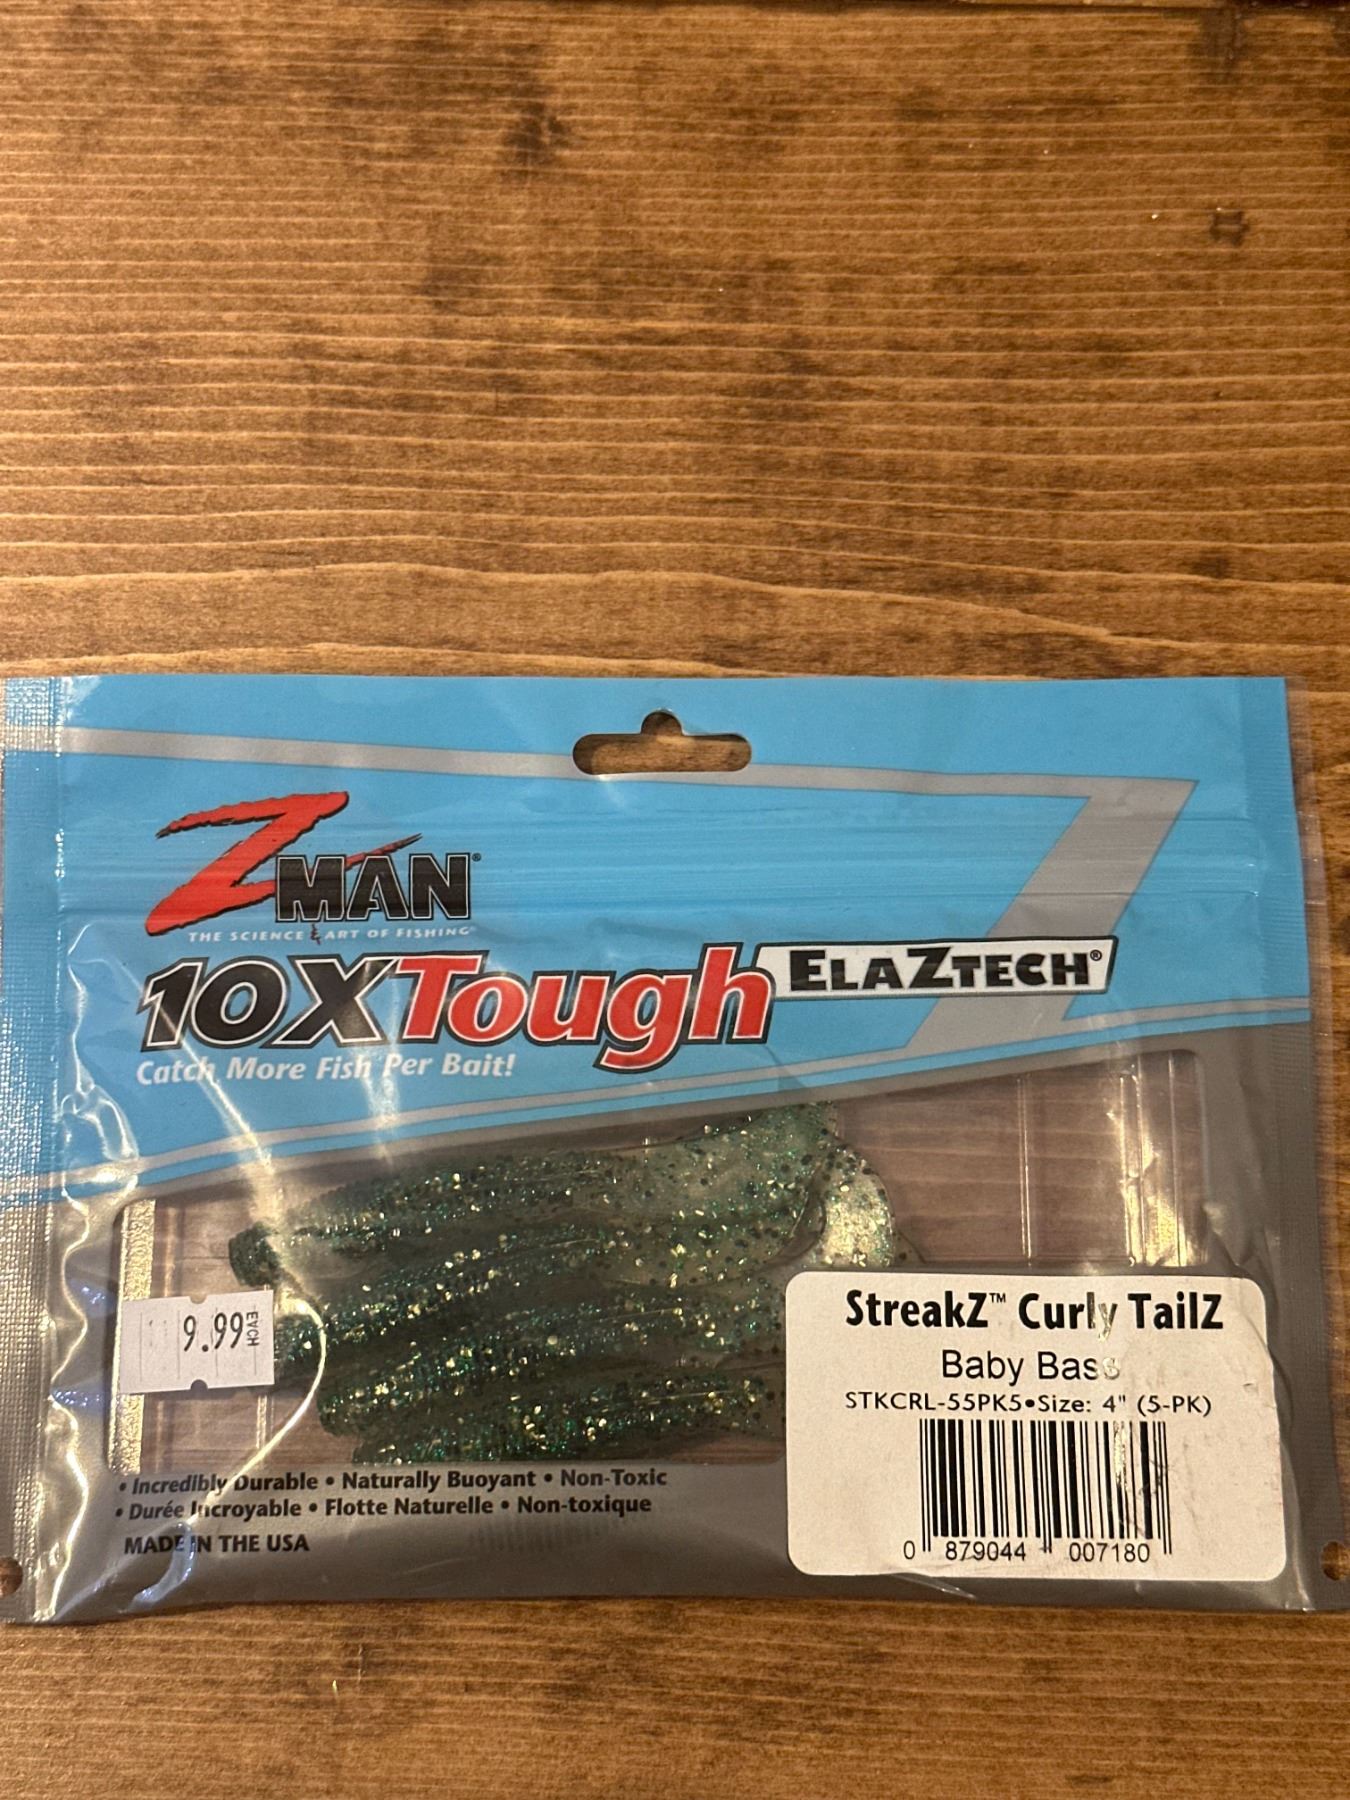 ZMAN®
THE SCIENCE & ART OF FISHING®
10XTough ELAZTECH®
Catch More Fish Per Bait!
9.99 EACH
StreakZ™ Curly TailZ
Baby Bass
STKCRL-55PK5•Size: 4" (5-PK)
0 879044 007180
• Incredibly Durable • Naturally Buoyant • Non-Toxic
• Durée Incroyable • Flotte Naturelle • Non-toxique
MADE IN THE USA